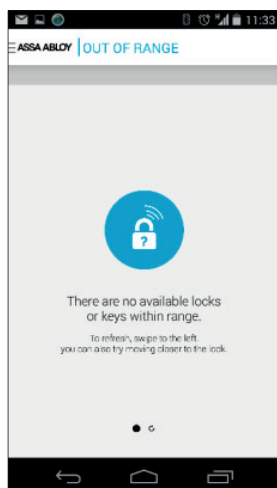 11:33
ASSA ABLOY OUT OF RANGE
?
There are no available locks
or keys within range.
To refresh, swipe to the left.
you can also try moving closer to the lock.